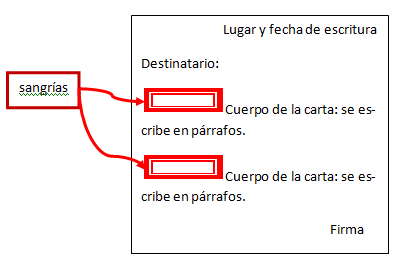 Lugar y fecha de escritura
Destinatario:
sangrías
Cuerpo de la carta: se es-
cribe en párrafos.
Cuerpo de la carta: se es-
cribe en párrafos.
Firma